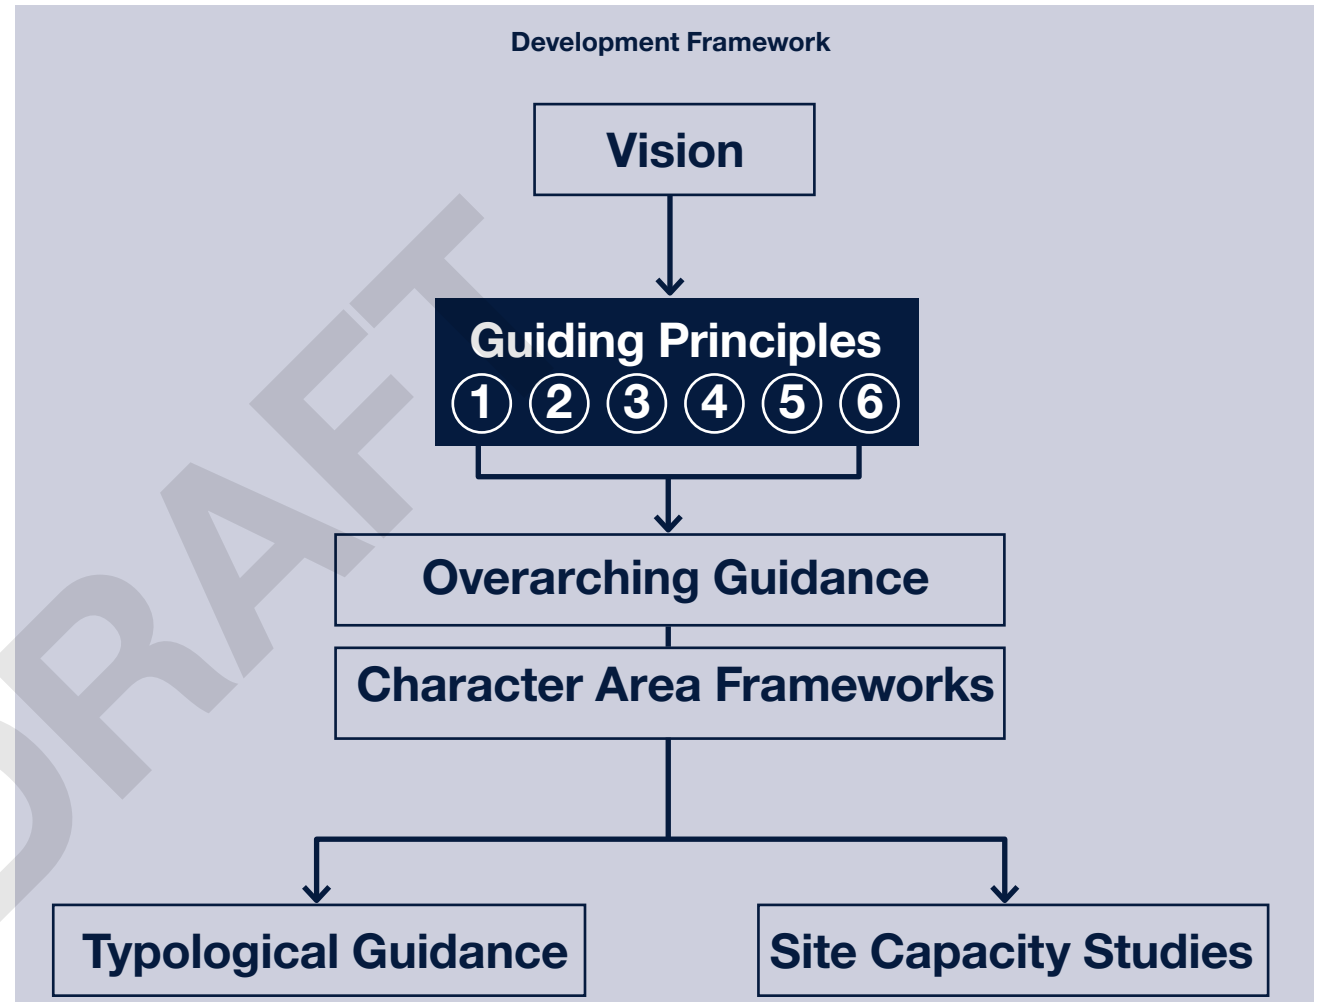 Development Framework
Vision
Guiding Principles
1 2 3 4 5 6
Overarching Guidance
Character Area Frameworks
Typological Guidance
Site Capacity Studies
DRAFT